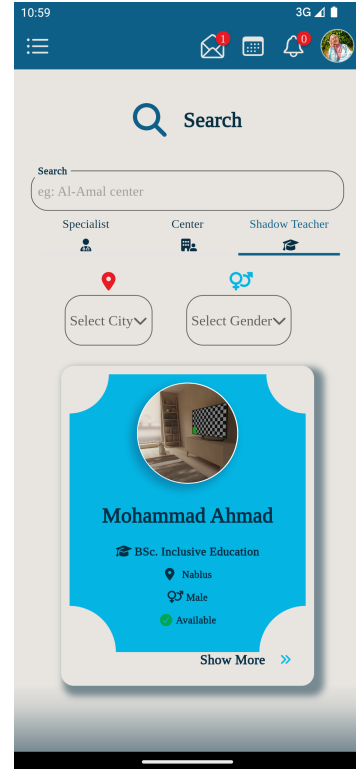 10:59 3G
1 0
Search
Search
eg: Al-Amal center
Specialist Center Shadow Teacher
Select City Select Gender
Mohammad Ahmad
BSc. Inclusive Education
Nablus
Male
Available
Show More